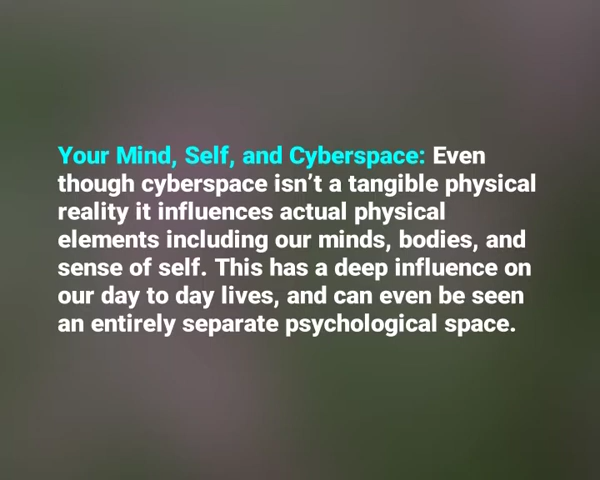 Your Mind, Self, and Cyberspace: Even
though cyberspace isn’t a tangible physical
reality it influences actual physical
elements including our minds, bodies, and
sense of self. This has a deep influence on
our day to day lives, and can even be seen
an entirely separate psychological space.